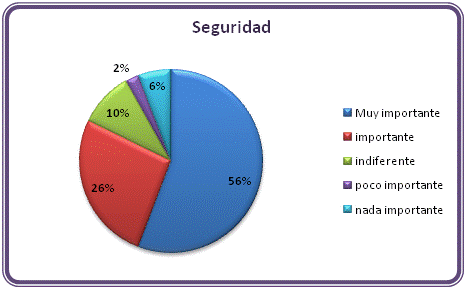 Seguridad
2%
6%
10%
26%
56%
Muy importante
importante
indiferente
poco importante
nada importante